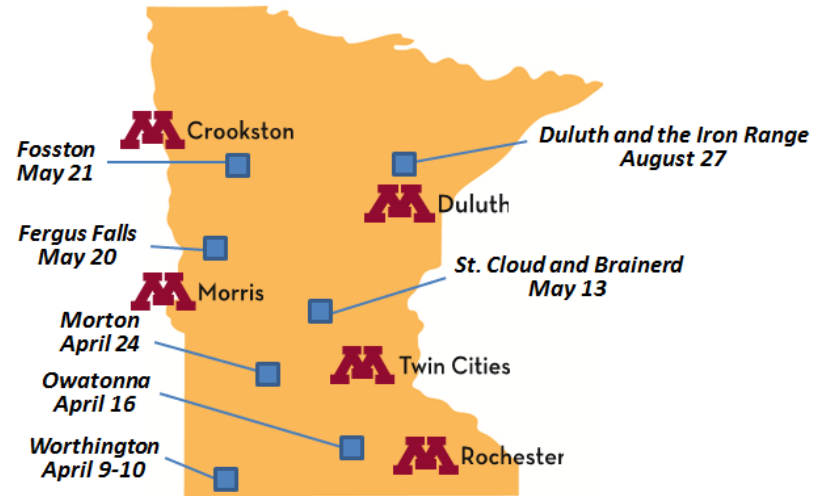 Crookston
Fosston
May 21
Duluth and the Iron Range
August 27
Duluth
Fergus Falls
May 20
St. Cloud and Brainerd
May 13
Morris
Morton
April 24
Twin Cities
Owatonna
April 16
Worthington
April 9-10
Rochester